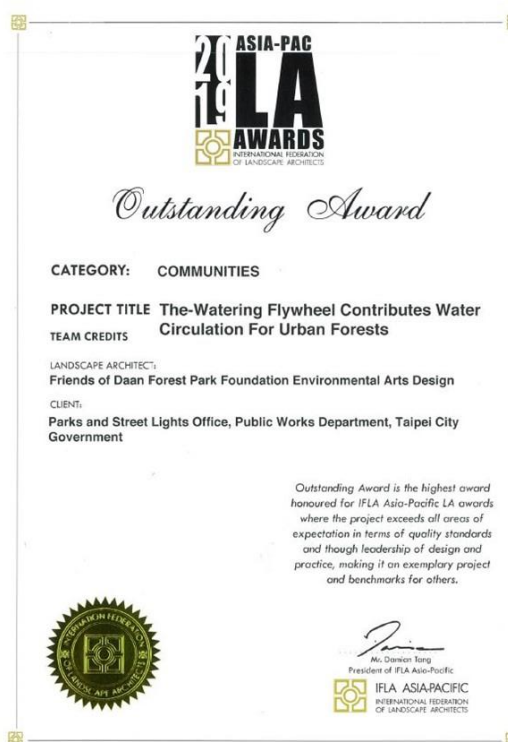 2019
ASIA-PAC
LA
AWARDS
INTERNATIONAL FEDERATION
OF LANDSCAPE ARCHITECTS
Outstanding Award
CATEGORY: COMMUNITIES
PROJECT TITLE The-Watering Flywheel Contributes Water
TEAM CREDITS Circulation For Urban Forests
LANDSCAPE ARCHITECT:
Friends of Daan Forest Park Foundation Environmental Arts Design
CLIENT:
Parks and Street Lights Office, Public Works Department, Taipei City
Government
Outstanding Award is the highest award
honoured for IFLA Asia-Pacific LA awards
where the project exceeds all areas of
expectation in terms of quality standards
and though leadership of design and
practice, making it an exemplary project
and benchmarks for others.
INTERNATION FEDERATION
OF LANDSCAPE ARCHITECTS
Mr. Damian Tang
President of IFLA Asia-Pacific
IFLA ASIA-PACIFIC
INTERNATIONAL FEDERATION
OF LANDSCAPE ARCHITECTS